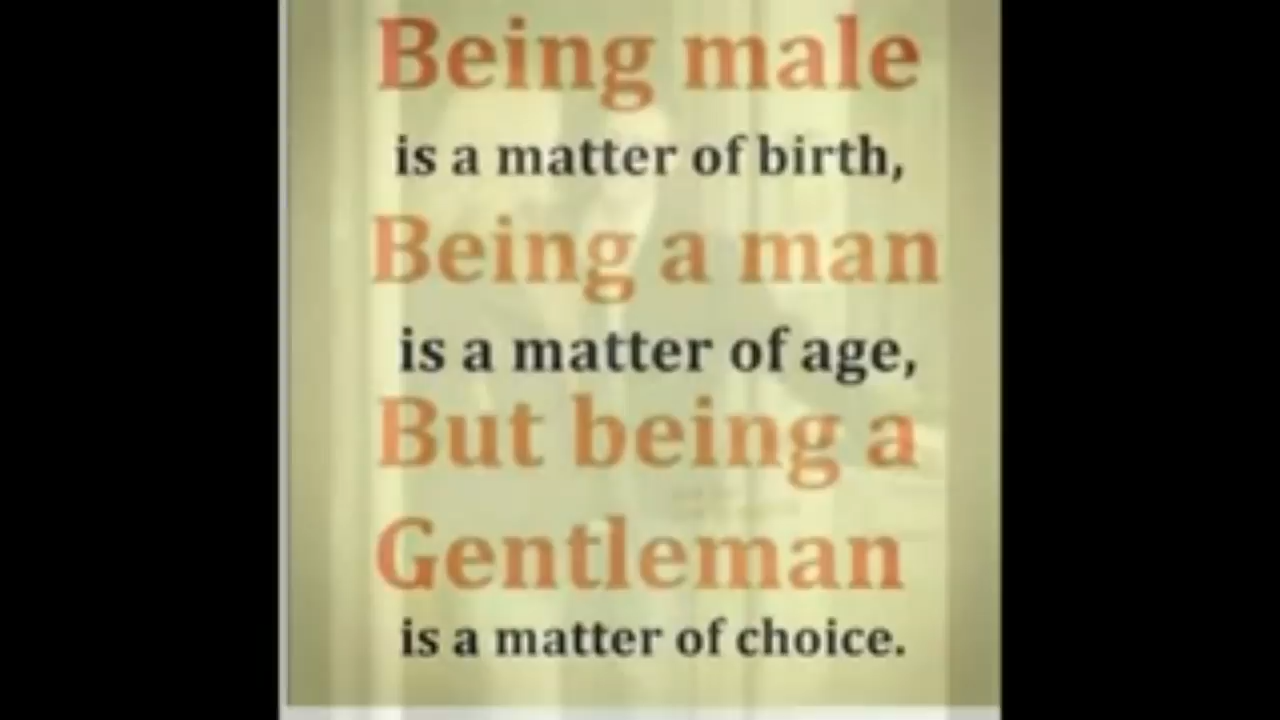 Being male
is a matter of birth,
Being a man
is a matter of age,
But being a
Gentleman
is a matter of choice.